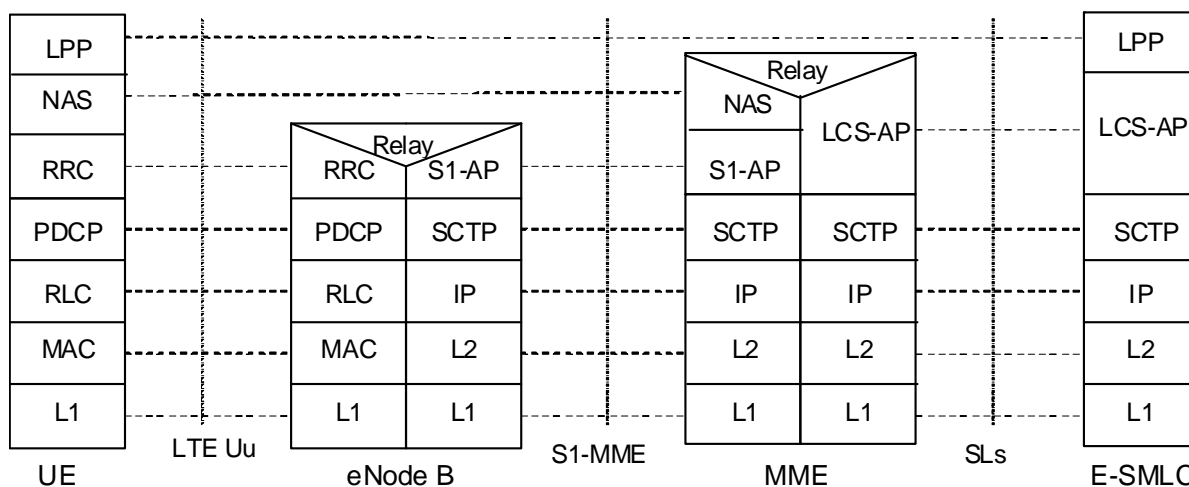 LPP
LPP
Relay
NAS
NAS
LCS-AP
LCS-AP
Relay
RRC
RRC
S1-AP
S1-AP
PDCP
PDCP
SCTP
SCTP
SCTP
SCTP
RLC
RLC
IP
IP
IP
IP
MAC
MAC
L2
L2
L2
L2
L1
L1
L1
L1
L1
L1
LTE Uu
S1-MME
SLs
UE
eNode B
MME
E-SMLC